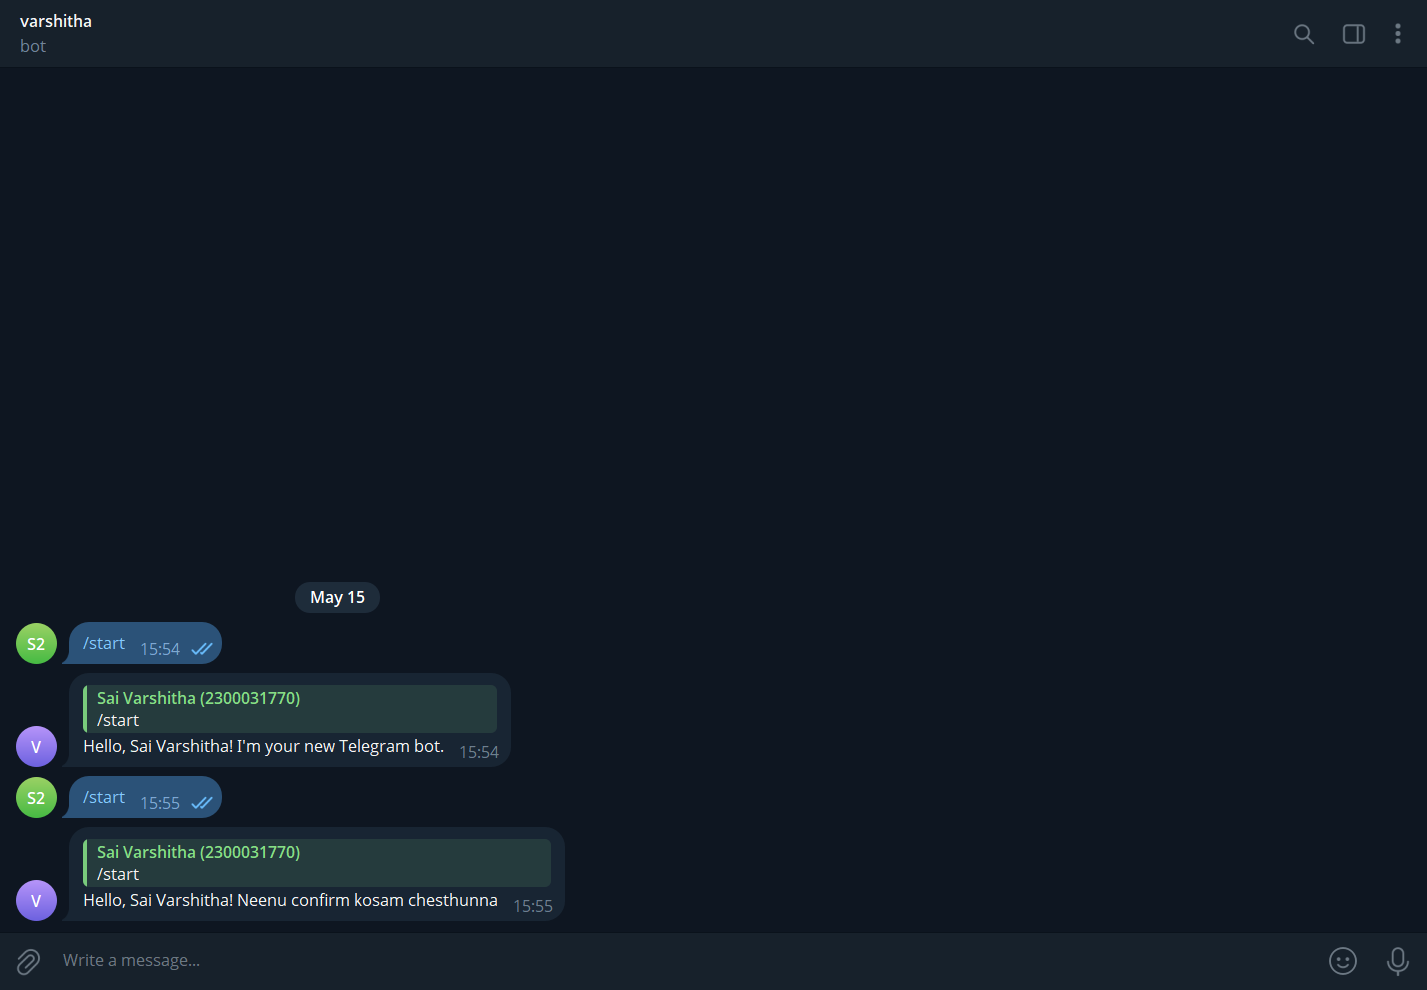 varshitha
bot
May 15
S2
/start 15:54
Sai Varshitha (2300031770)
/start
V
Hello, Sai Varshitha! I'm your new Telegram bot. 15:54
S2
/start 15:55
Sai Varshitha (2300031770)
/start
V
Hello, Sai Varshitha! Neenu confirm kosam chesthunna 15:55
Write a message...